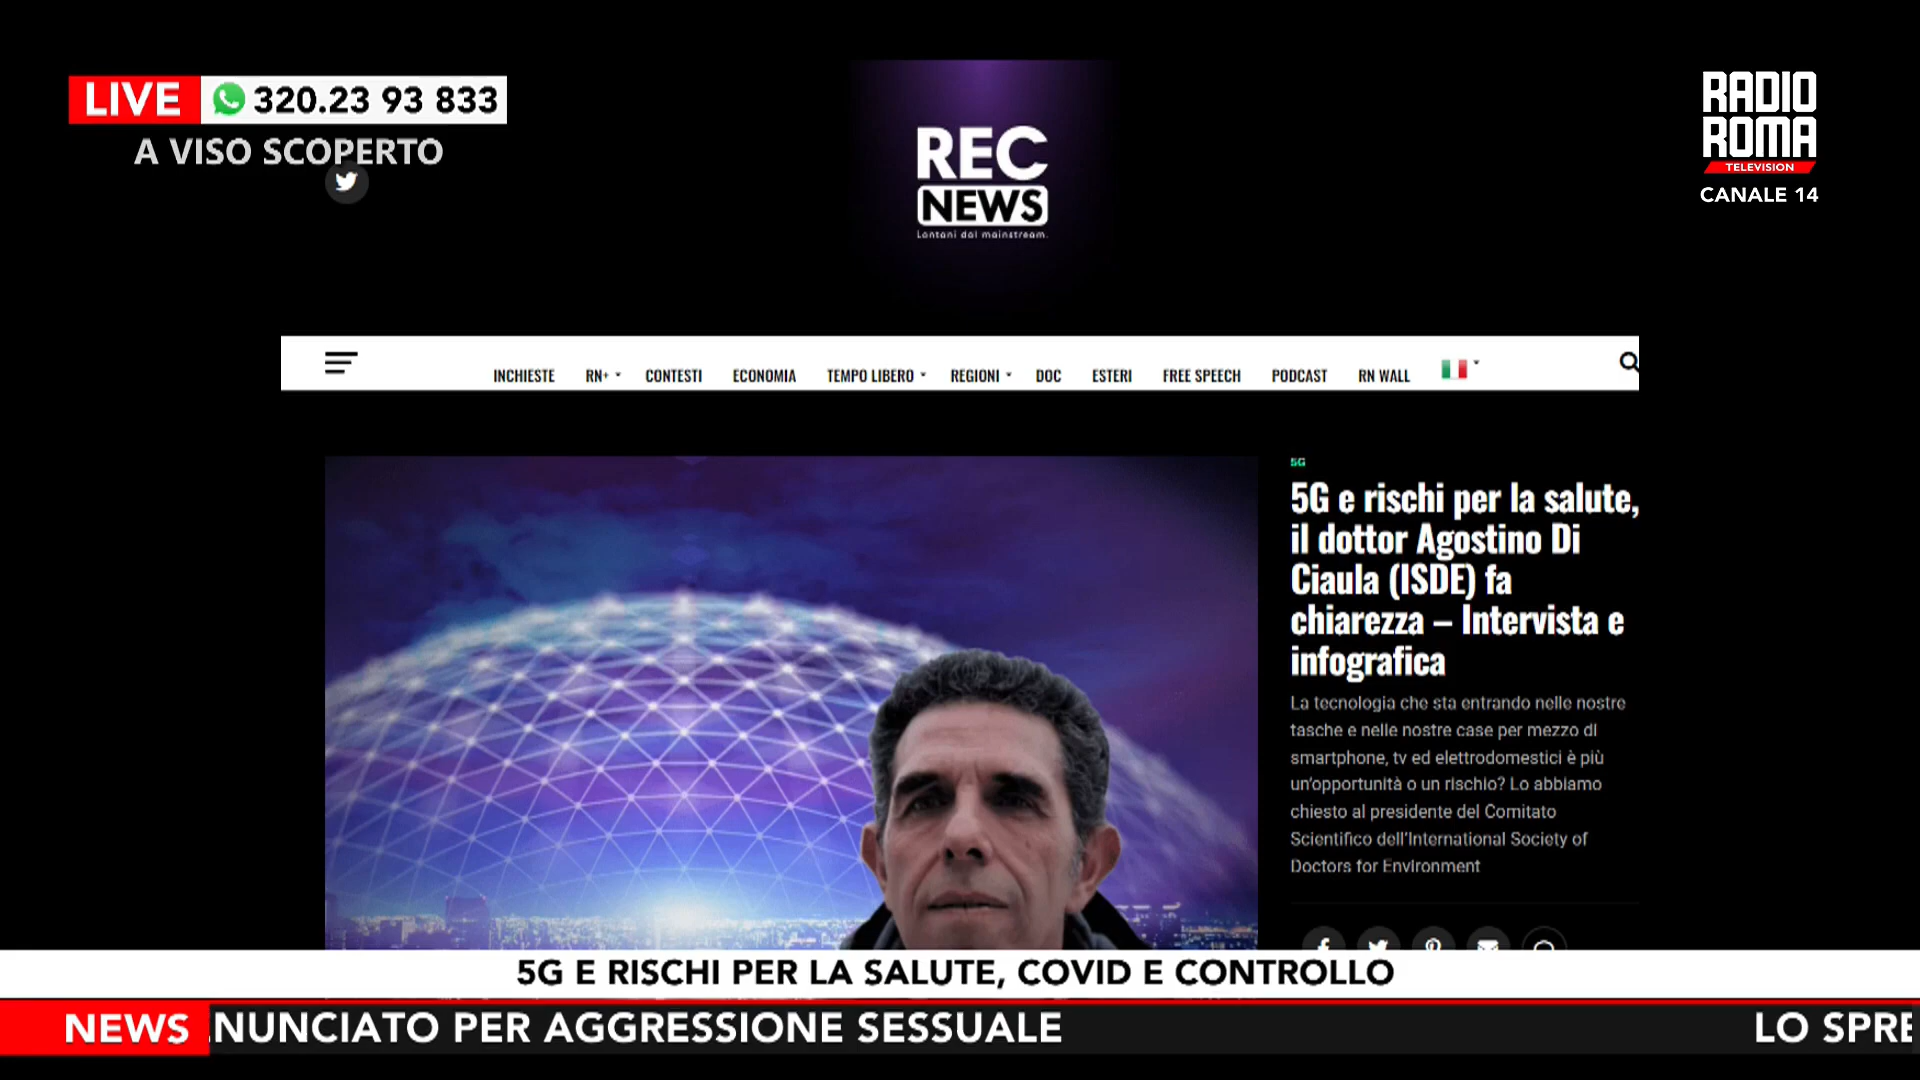 LIVE 320.23 93 833
A VISO SCOPERTO
REC
NEWS
Lontani dal mainstream.
RADIO
ROMA
TELEVISION
CANALE 14
INCHIESTE RN+ CONTESTI ECONOMIA TEMPO LIBERO REGIONI DOC ESTERI FREE SPEECH PODCAST RN WALL
5G
5G e rischi per la salute,
il dottor Agostino Di
Ciaula (ISDE) fa
chiarezza – Intervista e
infografica
La tecnologia che sta entrando nelle nostre
tasche e nelle nostre case per mezzo di
smartphone, tv ed elettrodomestici è più
un'opportunità o un rischio? Lo abbiamo
chiesto al presidente del Comitato
Scientifico dell'International Society of
Doctors for Environment
5G E RISCHI PER LA SALUTE, COVID E CONTROLLO
NEWS NUNCIATO PER AGGRESSIONE SESSUALE LO SPRE